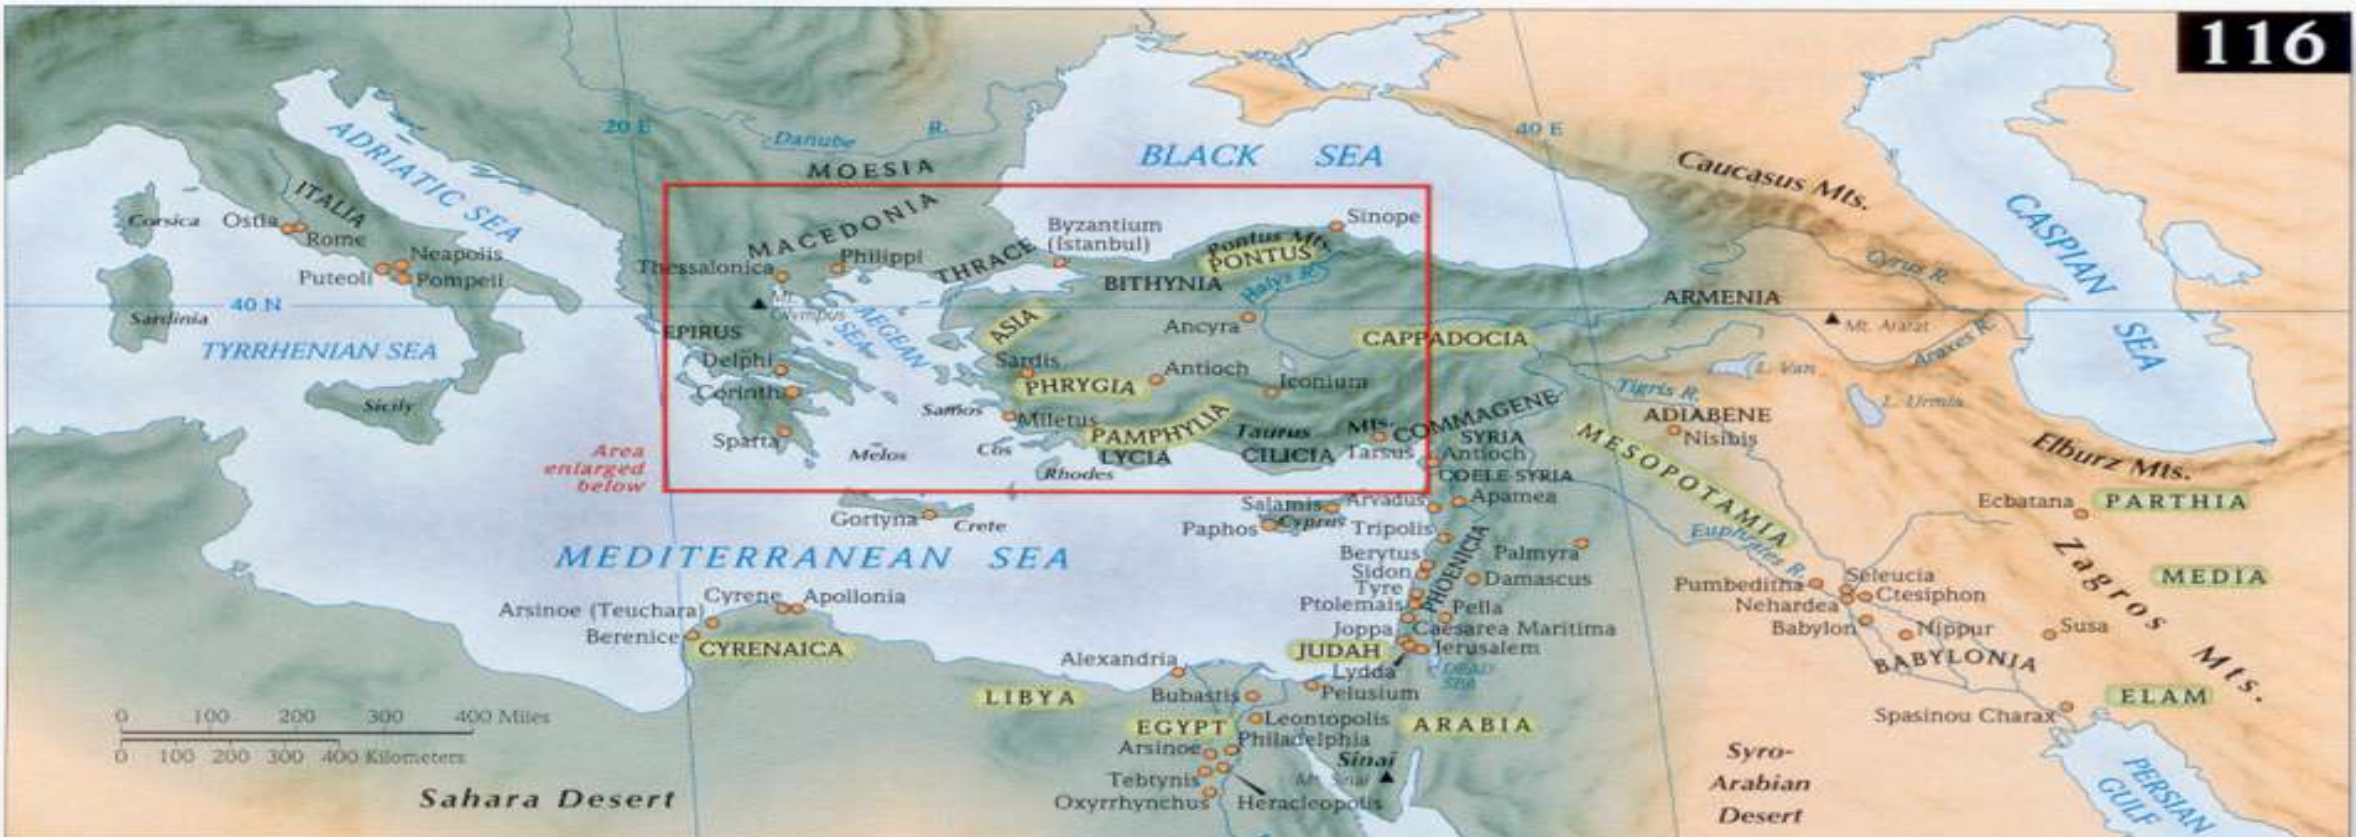 116
20 E
40 E
ADRIATIC SEA
Danube R.
BLACK SEA
MOESIA
Caucasus Mts.
CASPIAN SEA
ITALIA
Corsica
Ostia
Rome
MACEDONIA
Byzantium
(Istanbul)
Sinope
Pontus Mts.
PONTUS
Neapolis
Puteoli
Pompeii
Thessalonica
Philippi
THRACE
BITHYNIA
Halys R.
Cyrus R.
40 N
Sardinia
Mt.
Olympus
AEGEAN SEA
ASIA
Ancyra
ARMENIA
Mt. Ararat
Araxes R.
TYRRHENIAN SEA
EPIRUS
CAPPADOCIA
Delphi
Sardis
Antioch
L. Van
PHRYGIA
Iconium
Tigris R.
Corinth
Sicily
Samos
Miletus
L. Urmia
COMMAGENE
ADIABENE
Sparta
PAMPHYLIA
Taurus Mts.
SYRIA
Nisibis
MESOPOTAMIA
Elburz Mts.
Area
enlarged
below
Melos
Cos
LYCIA
CILICIA
Tarsus
Antioch
Rhodes
COELE-SYRIA
Salamis
Arvadus
Apamea
Ecbatana
PARTHIA
Gortyna
Crete
Paphos
Cyprus
Tripolis
Euphrates R.
MEDITERRANEAN SEA
Berytus
PHOENICIA
Palmyra
Zagros Mts.
Sidon
Damascus
Pumbeditha
Seleucia
MEDIA
Tyre
Arsinoe (Teuchara)
Cyrene
Apollonia
Ptolemais
Pella
Nehardea
Ctesiphon
Berenice
Joppa
Caesarea Maritima
Babylon
Nippur
Susa
CYRENAICA
Alexandria
JUDAH
Jerusalem
BABYLONIA
Lydda
DEAD
SEA
LIBYA
Bubastis
Pelusium
ELAM
0 100 200 300 400 Miles
EGYPT
Leontopolis
ARABIA
Spasinou Charax
Philadelphia
Arsinoe
0 100 200 300 400 Kilometers
Sinai
Mt. Sinai
Syro-
Arabian
Desert
Tebtynis
Sahara Desert
Oxyrrhynchus
Heracleopolis
PERSIAN
GULF